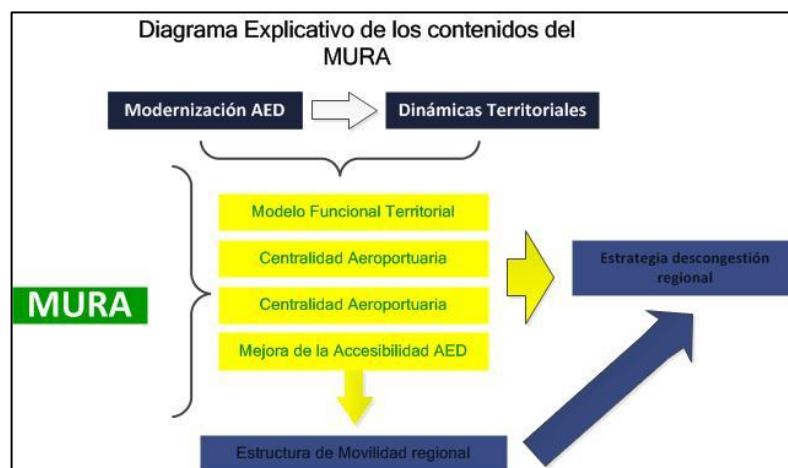 Diagrama Explicativo de los contenidos del
MURA
Modernización AED
Dinámicas Territoriales
Modelo Funcional Territorial
Centralidad Aeroportuaria
Centralidad Aeroportuaria
Mejora de la Accesibilidad AED
MURA
Estrategia descongestión
regional
Estructura de Movilidad regional